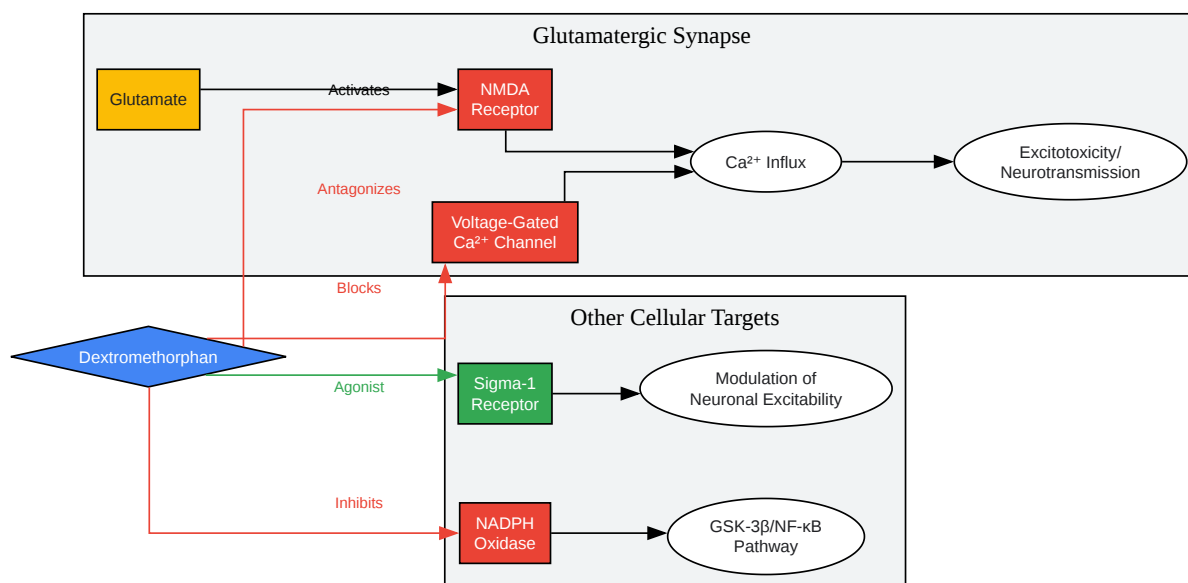 Glutamatergic Synapse
Glutamate
Activates
NMDA
Receptor
Ca²⁺ Influx
Excitotoxicity/
Neurotransmission
Antagonizes
Voltage-Gated
Ca²⁺ Channel
Blocks
Other Cellular Targets
Dextromethorphan
Agonist
Sigma-1
Receptor
Modulation of
Neuronal Excitability
Inhibits
NADPH
Oxidase
GSK-3β/NF-κB
Pathway